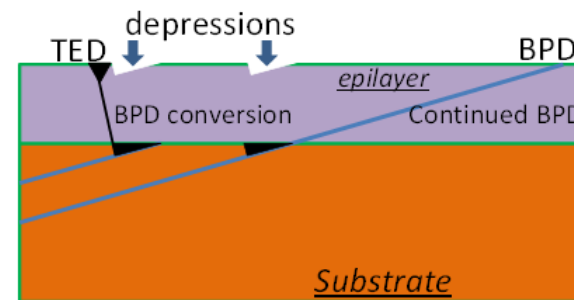 depressions
TED
BPD
epilayer
BPD conversion
Continued BPD
Substrate